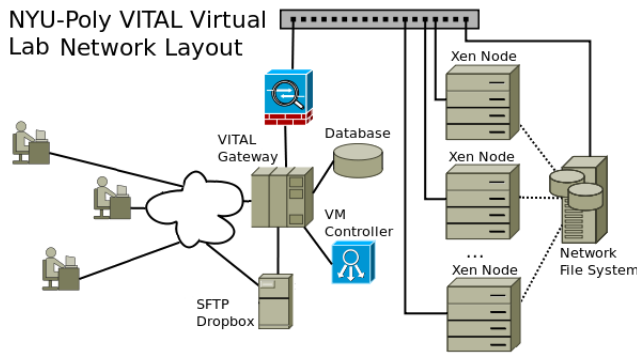 NYU-Poly VITAL Virtual
Lab Network Layout
Xen Node
VITAL
Gateway
Database
Xen Node
VM
Controller
...
Xen Node
Network
File System
SFTP
Dropbox